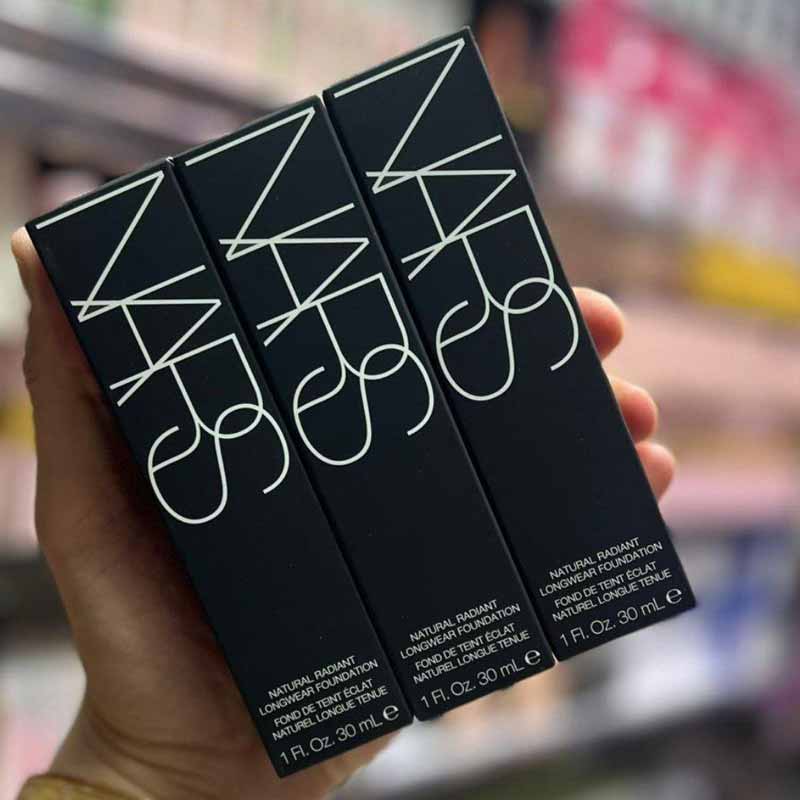 NARS
NATURAL RADIANT
LONGWEAR FOUNDATION
FOND DE TEINT ÉCLAT
NATUREL LONGUE TENUE
1 Fl. Oz. 30 mL ℮
NARS
NATURAL RADIANT
LONGWEAR FOUNDATION
FOND DE TEINT ÉCLAT
NATUREL LONGUE TENUE
1 Fl. Oz. 30 mL ℮
NARS
NATURAL RADIANT
LONGWEAR FOUNDATION
FOND DE TEINT ÉCLAT
NATUREL LONGUE TENUE
1 Fl. Oz. 30 mL ℮